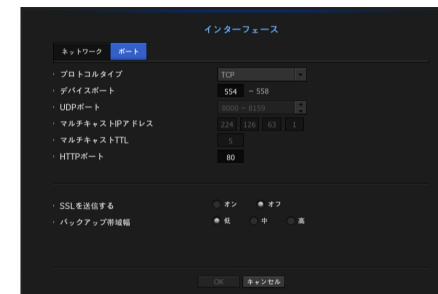 インターフェース
ネットワーク ポート
· プロトコルタイプ TCP
· デバイスポート 554 ~ 558
· UDPポート 8000 ~ 8159
· マルチキャストIPアドレス 224 126 63 1
· マルチキャストTTL 5
· HTTPポート 80
· SSLを送信する オン オフ
· バックアップ帯域幅 低 中 高
OK キャンセル